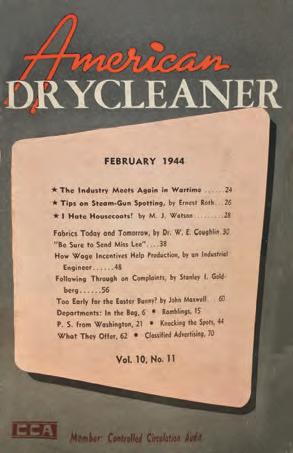 American
DRYCLEANER
FEBRUARY 1944
★ The Industry Meets Again in Wartime ......24
★ Tips on Steam-Gun Spotting, by Ernest Roth...26
★ I Hate Housecoats! by M. J. Watson ........28
Fabrics Today and Tomorrow, by Dr. W. E. Coughlin.30
"Be Sure to Send Miss Lee"....38
How Wage Incentives Help Production, by an Industrial
Engineer......48
Following Through on Complaints, by Stanley I. Gold-
berg......56
Too Early for the Easter Bunny? by John Maxwell...60
Departments: In the Bag, 6 • Ramblings, 15
P. S. from Washington, 21 • Knocking the Spots, 44
What They Offer, 62 • Classified Advertising, 70
Vol. 10, No. 11
CCA Member: Controlled Circulation Audit